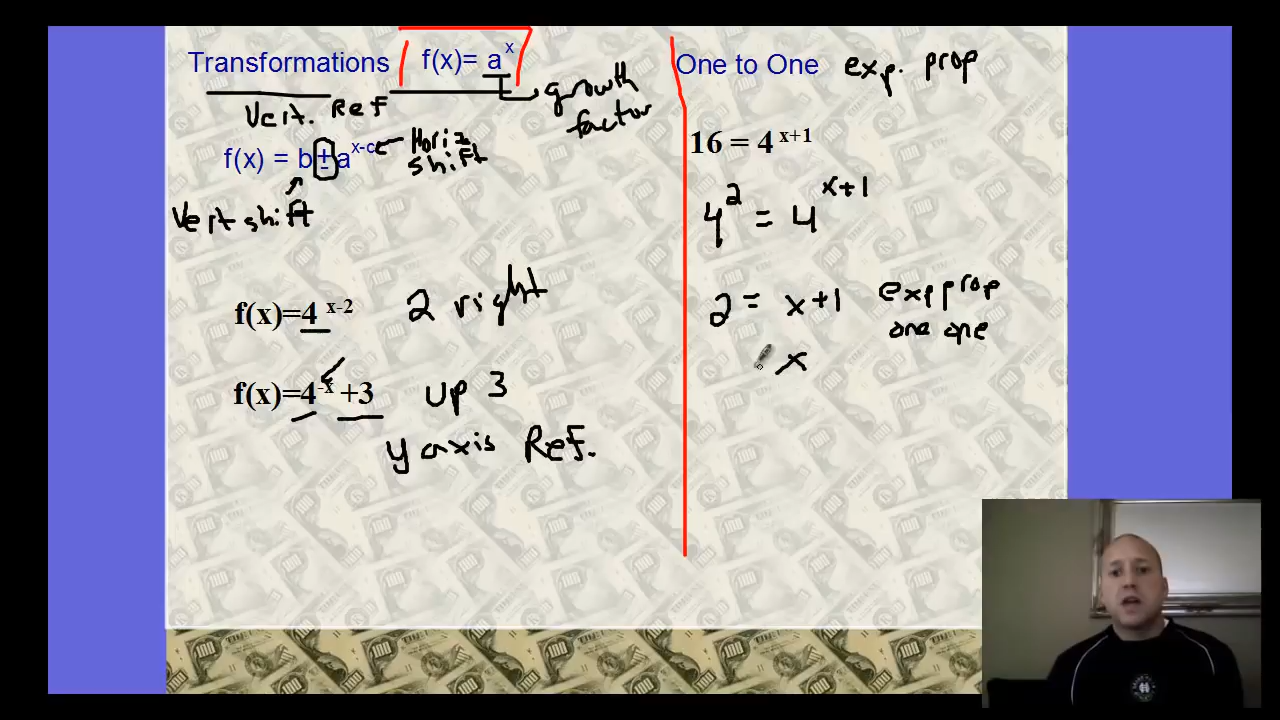 Transformations f(x)= a^x
growth
factor
Vert. Ref
f(x) = b ± a^x-c
Horiz
shift
Vert shift
f(x)=4^x-2 2 right
f(x)=4^-x +3 up 3
y axis Ref.
One to One exp. prop
16 = 4^x+1
4^2 = 4^x+1
2 = x+1 exp prop
one one
x